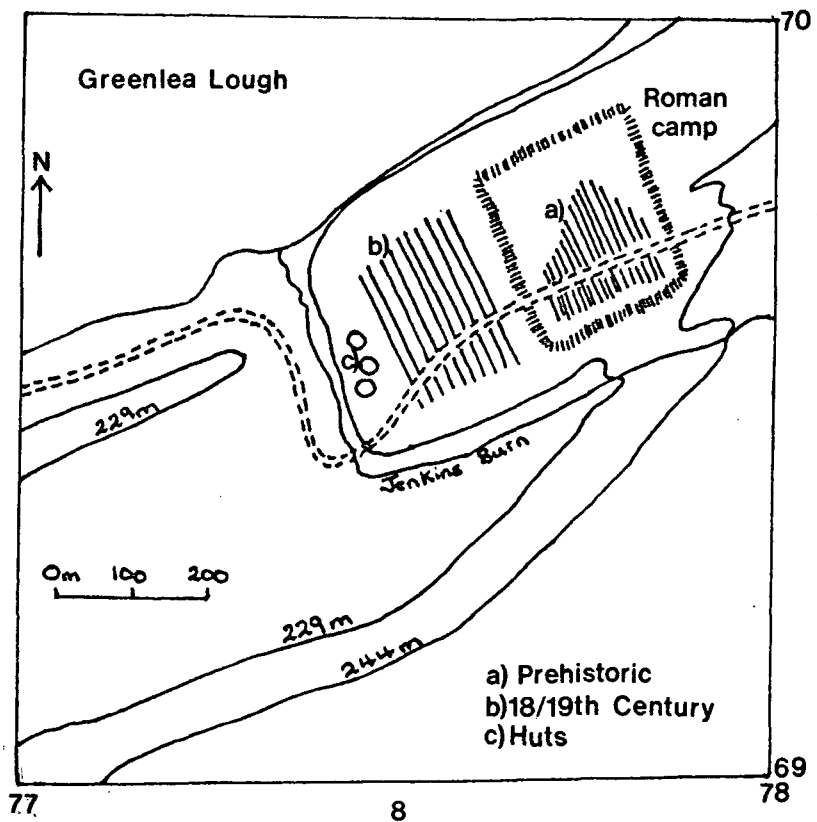 70
Greenlea Lough
Roman
camp
N
a)
b)
c
229m
Jenkins Burn
0m 100 200
229m
244m
a) Prehistoric
b)18/19th Century
c)Huts
69
77
78
8